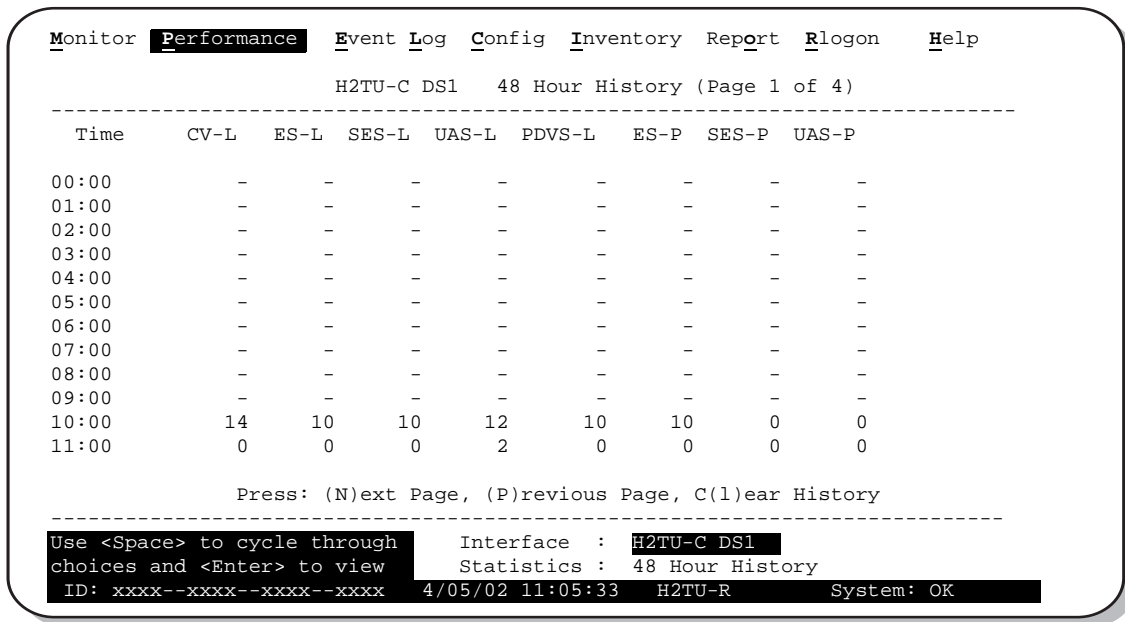 Monitor Performance Event Log Config Inventory Report Rlogon Help
H2TU-C DS1 48 Hour History (Page 1 of 4)
------------------------------------------------------------------------------
Time CV-L ES-L SES-L UAS-L PDVS-L ES-P SES-P UAS-P
00:00 - - - - - - - -
01:00 - - - - - - - -
02:00 - - - - - - - -
03:00 - - - - - - - -
04:00 - - - - - - - -
05:00 - - - - - - - -
06:00 - - - - - - - -
07:00 - - - - - - - -
08:00 - - - - - - - -
09:00 - - - - - - - -
10:00 14 10 10 12 10 10 0 0
11:00 0 0 0 2 0 0 0 0
Press: (N)ext Page, (P)revious Page, C(l)ear History
-----------------------------------------------------------------------------
Use <Space> to cycle through Interface : H2TU-C DS1
choices and <Enter> to view Statistics : 48 Hour History
ID: xxxx--xxxx--xxxx--xxxx 4/05/02 11:05:33 H2TU-R System: OK